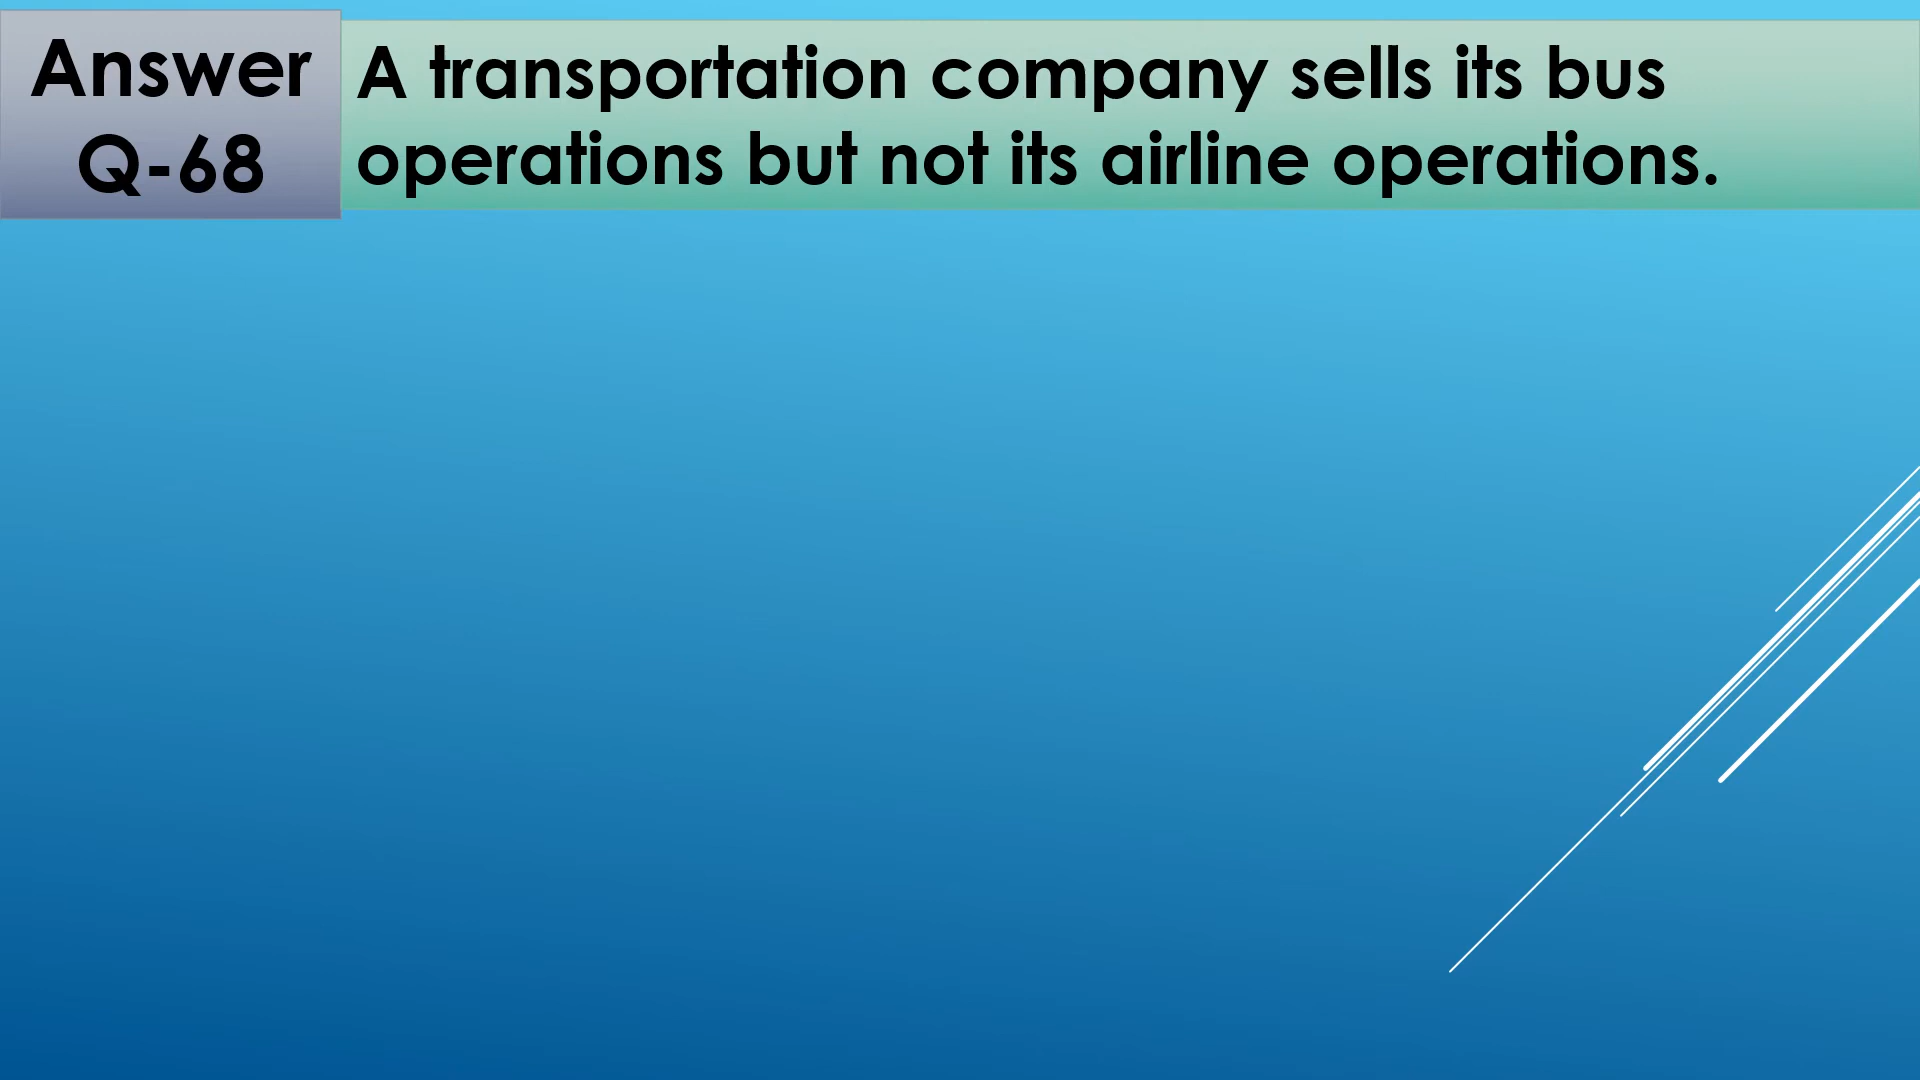 Answer
Q-68
A transportation company sells its bus
operations but not its airline operations.